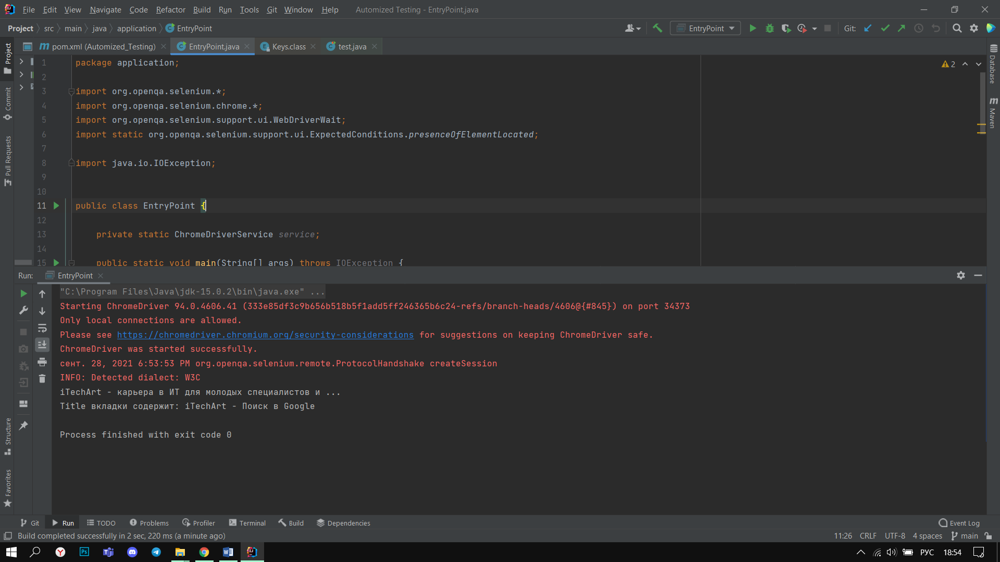 File Edit View Navigate Code Refactor Build Run Tools Git Window Help Automized Testing - EntryPoint.java
Project src main java application EntryPoint EntryPoint Git:
pom.xml (Automized_Testing) EntryPoint.java Keys.class test.java
Project
Commit
Pull Requests
Structure
Favorites
Database
Maven
2
1 package application;
2
3 import org.openqa.selenium.*;
4 import org.openqa.selenium.chrome.*;
5 import org.openqa.selenium.support.ui.WebDriverWait;
6 import static org.openqa.selenium.support.ui.ExpectedConditions.presenceOfElementLocated;
7
8 import java.io.IOException;
9
10
11 public class EntryPoint {
12
13 private static ChromeDriverService service;
14
15 public static void main(String[] args) throws IOException {
Run: EntryPoint
"C:\Program Files\Java\jdk-15.0.2\bin\java.exe" ...
Starting ChromeDriver 94.0.4606.41 (333e85df3c9b656b518b5f1add5ff246365b6c24-refs/branch-heads/4606@{#845}) on port 34373
Only local connections are allowed.
Please see https://chromedriver.chromium.org/security-considerations for suggestions on keeping ChromeDriver safe.
ChromeDriver was started successfully.
сент. 28, 2021 6:53:53 PM org.openqa.selenium.remote.ProtocolHandshake createSession
INFO: Detected dialect: W3C
iTechArt - карьера в ИТ для молодых специалистов и ...
Title вкладки содержит: iTechArt - Поиск в Google
Process finished with exit code 0
Git Run TODO Problems Profiler Terminal Build Dependencies Event Log
Build completed successfully in 2 sec, 220 ms (a minute ago) 11:26 CRLF UTF-8 4 spaces main
РУС 18:54